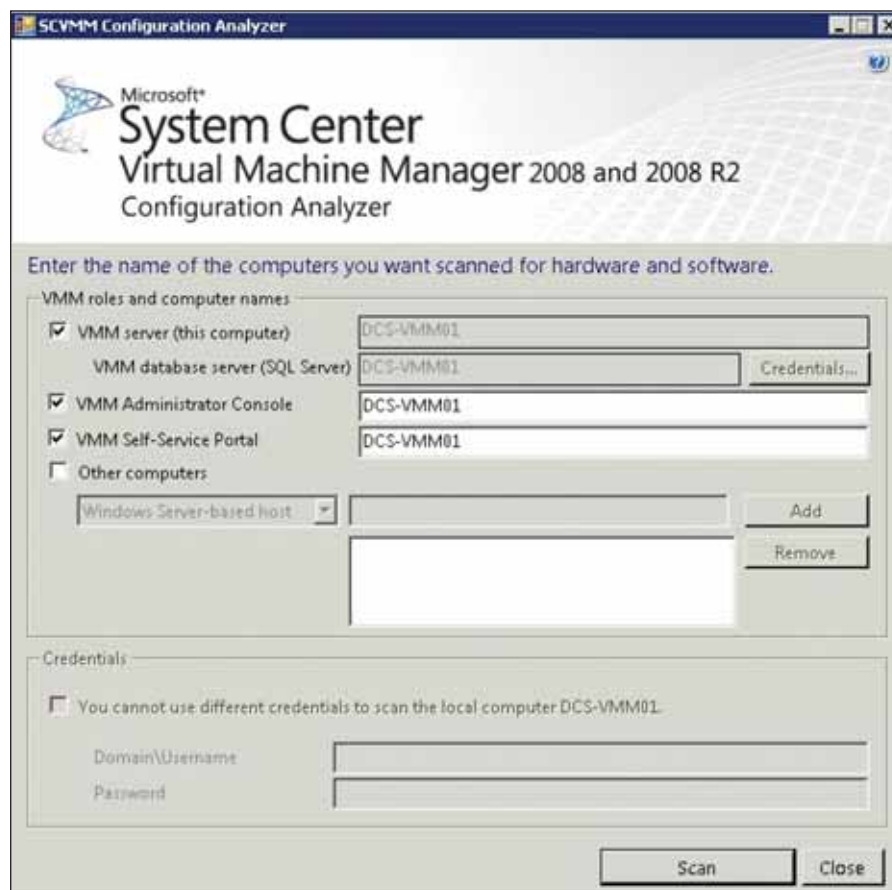 SCVMM Configuration Analyzer
Microsoft®
System Center
Virtual Machine Manager 2008 and 2008 R2
Configuration Analyzer
Enter the name of the computers you want scanned for hardware and software.
VMM roles and computer names
VMM server (this computer) DCS-VMM01
VMM database server (SQL Server) DCS-VMM01 Credentials...
VMM Administrator Console DCS-VMM01
VMM Self-Service Portal DCS-VMM01
Other computers
Windows Server-based host Add
Remove
Credentials
You cannot use different credentials to scan the local computer DCS-VMM01.
Domain\Username
Password
Scan Close